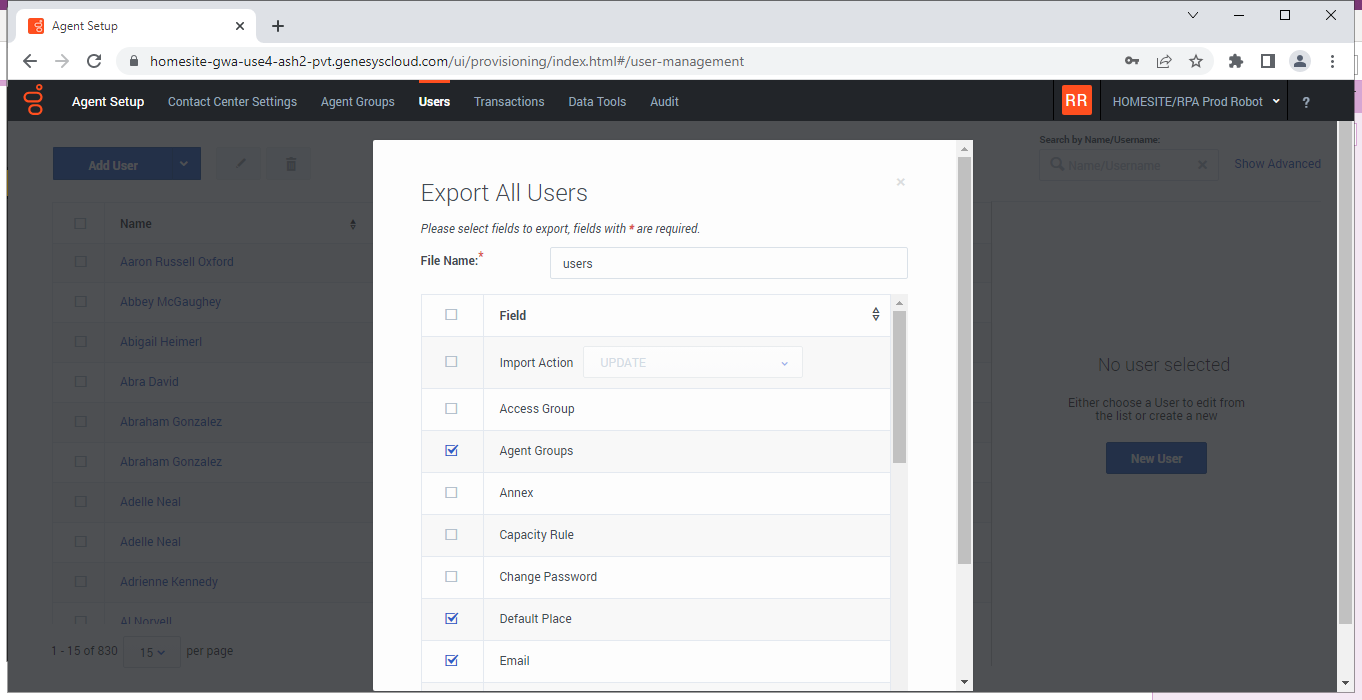 Agent Setup
homesite-gwa-use4-ash2-pvt.genesyscloud.com/ui/provisioning/index.html#/user-management
Agent Setup Contact Center Settings Agent Groups Users Transactions Data Tools Audit RR HOMESITE/RPA Prod Robot ?
Add User
Search by Name/Username:
Name/Username
Show Advanced
Name
Aaron Russell Oxford
Abbey McGaughey
Abigail Heimerl
Abra David
Abraham Gonzalez
Abraham Gonzalez
Adelle Neal
Adelle Neal
Adrienne Kennedy
Al Norvell
1 - 15 of 830 15 per page
Export All Users
Please select fields to export, fields with * are required.
File Name:* users
Field
Import Action UPDATE
Access Group
Agent Groups
Annex
Capacity Rule
Change Password
Default Place
Email
No user selected
Either choose a User to edit from
the list or create a new
New User